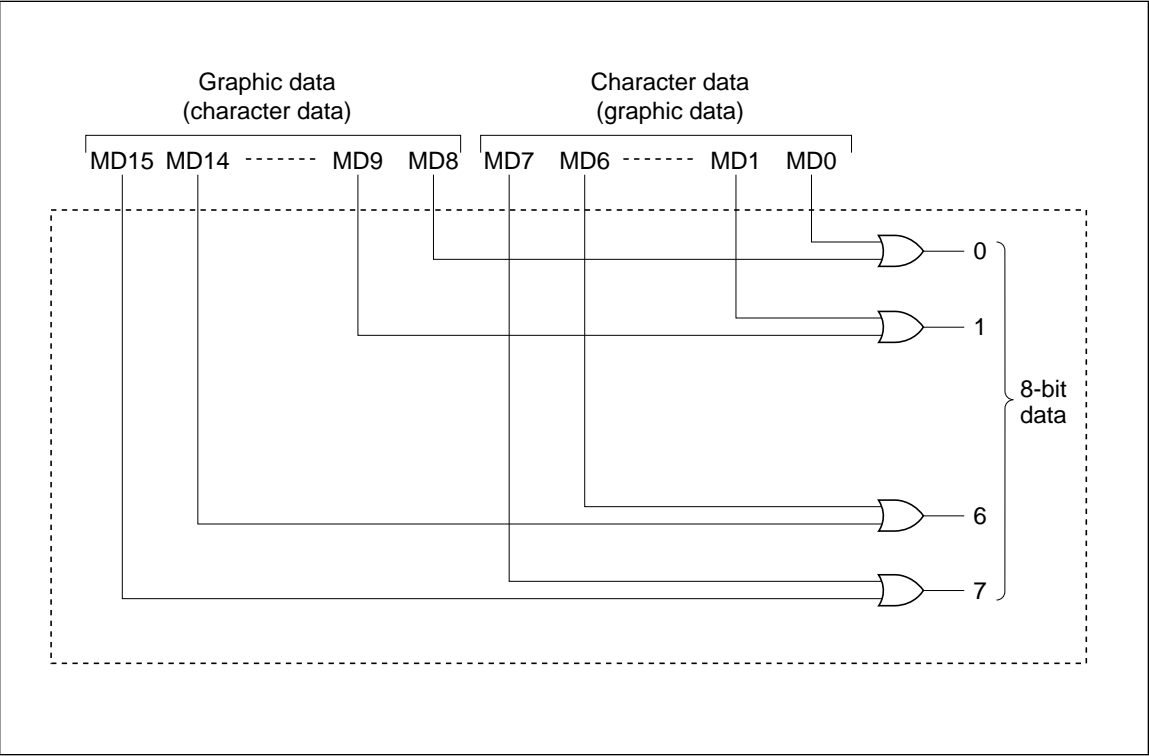 Graphic data
(character data)
Character data
(graphic data)
MD15 MD14 ------- MD9 MD8 MD7 MD6 ------- MD1 MD0
0
1
8-bit
data
6
7